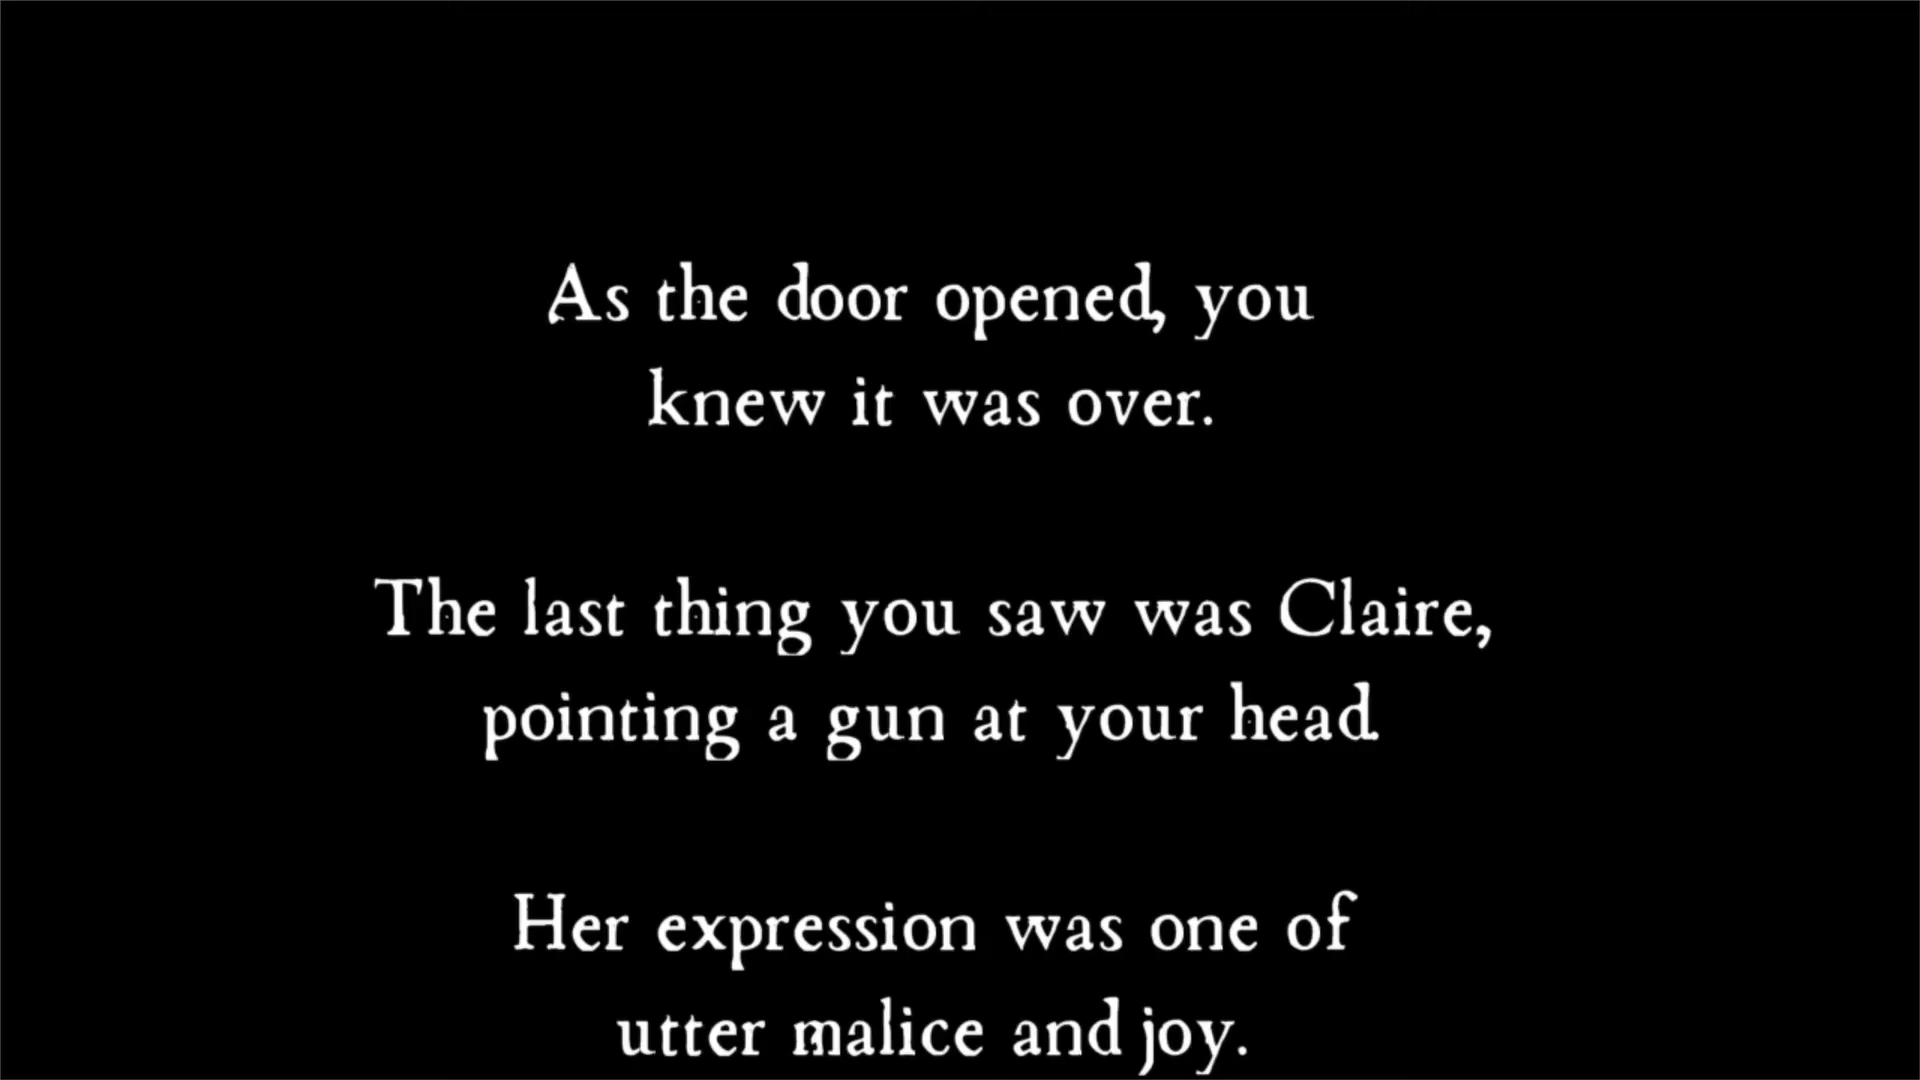 As the door opened, you
knew it was over.
The last thing you saw was Claire,
pointing a gun at your head.
Her expression was one of
utter malice and joy.